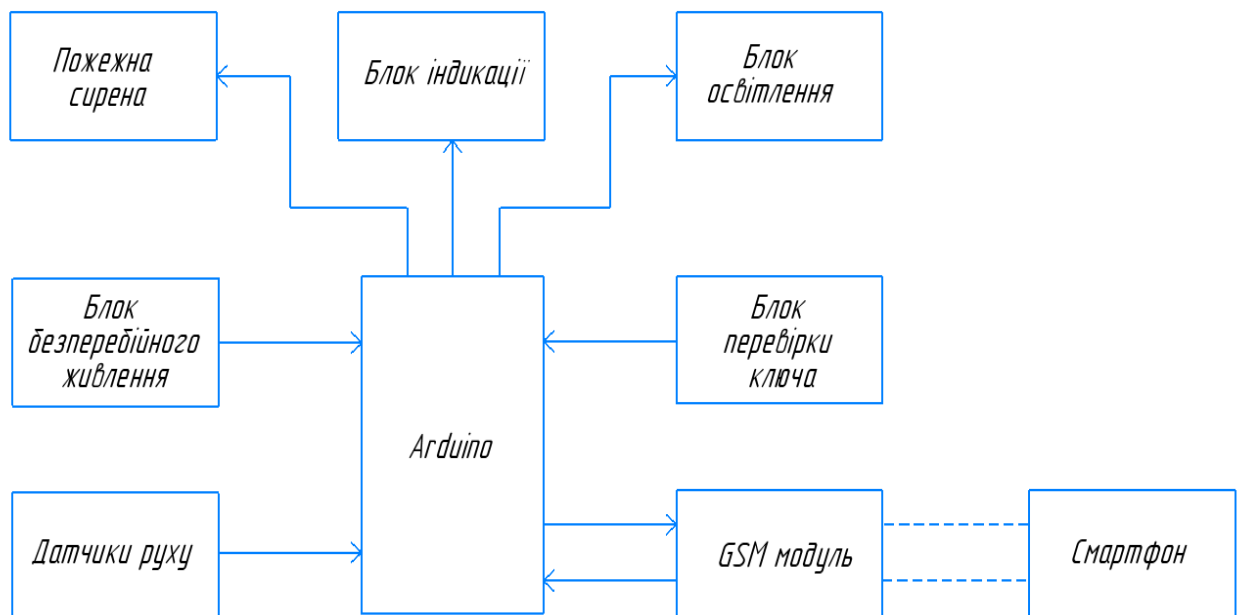 Пожежна
сирена
Блок індикації
Блок
освітлення
Блок
безперебійного
живлення
Блок
перевірки
ключа
Arduino
Датчики руху
GSM модуль
Смартфон